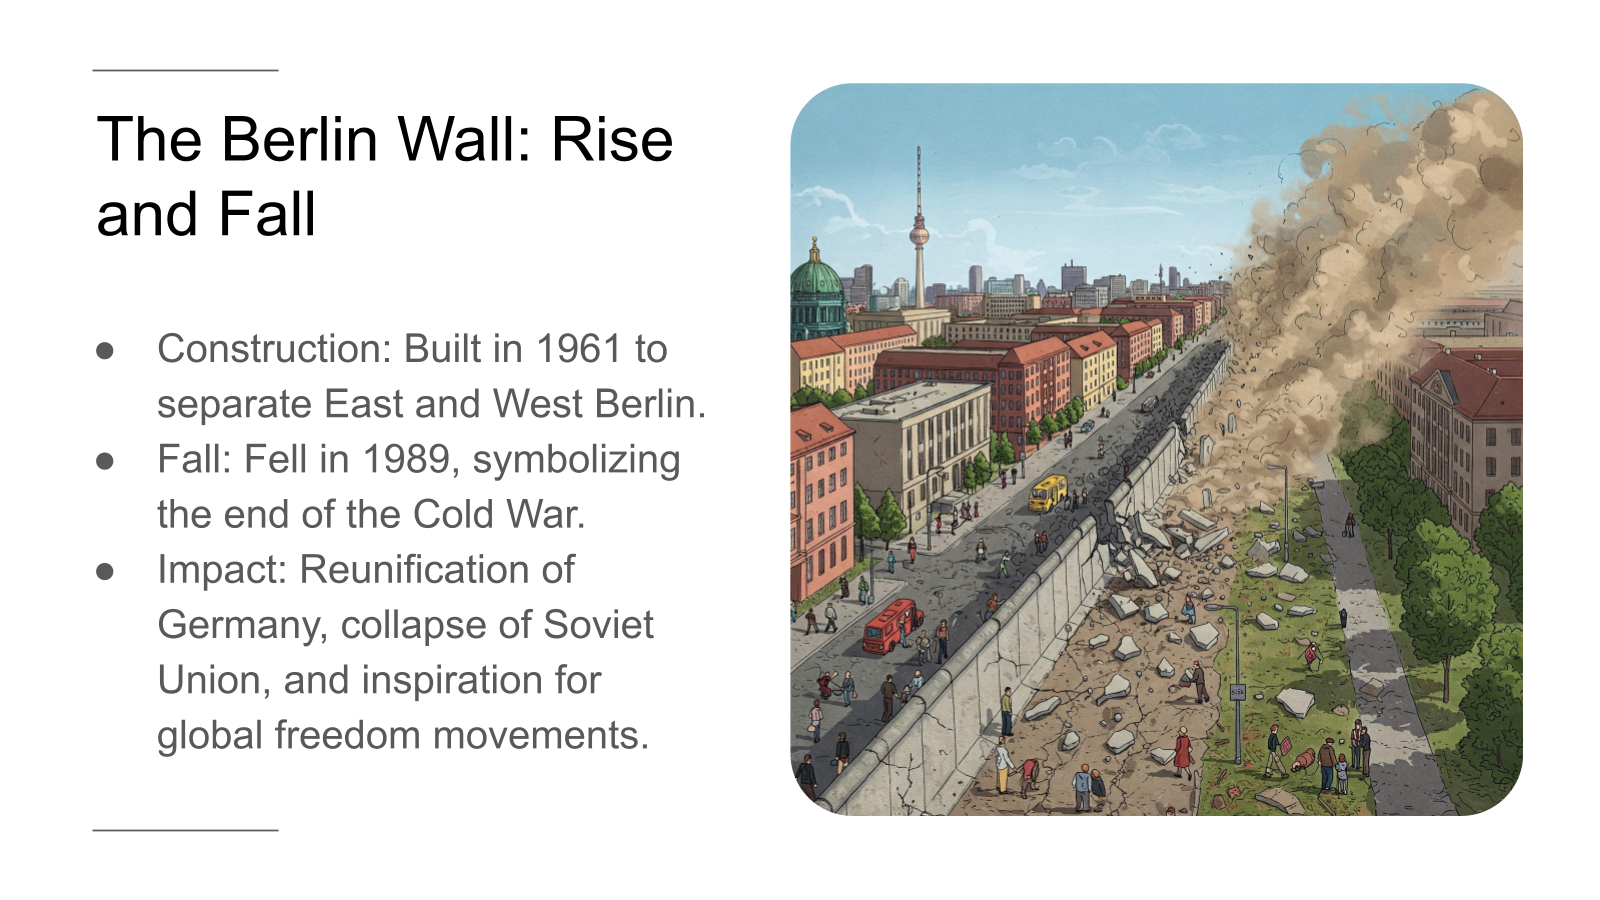 The Berlin Wall: Rise
and Fall
● Construction: Built in 1961 to
separate East and West Berlin.
● Fall: Fell in 1989, symbolizing
the end of the Cold War.
● Impact: Reunification of
Germany, collapse of Soviet
Union, and inspiration for
global freedom movements.